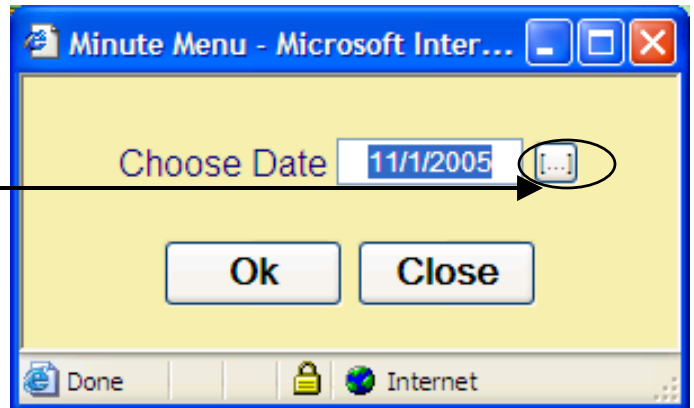 Minute Menu - Microsoft Inter...
Choose Date 11/1/2005 [...]
Ok Close
Done Internet